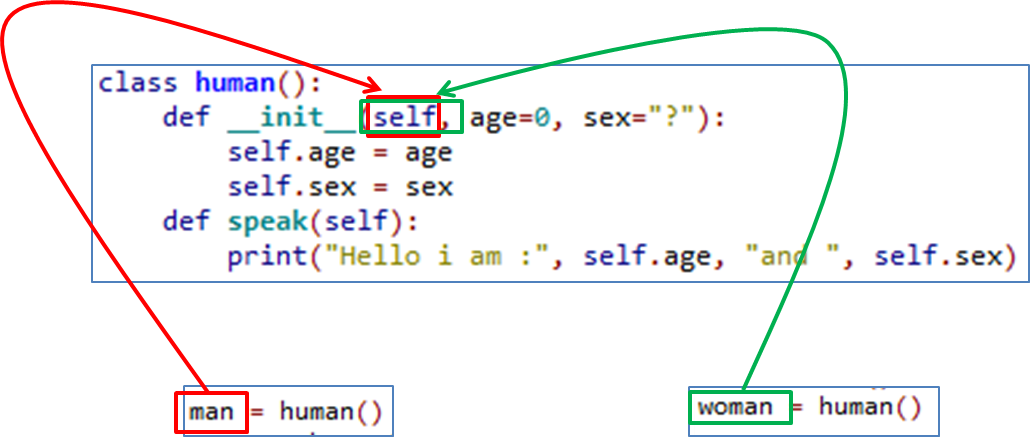 class human():
def __init__(self, age=0, sex="?"):
self.age = age
self.sex = sex
def speak(self):
print("Hello i am :", self.age, "and ", self.sex)
man = human()
woman = human()